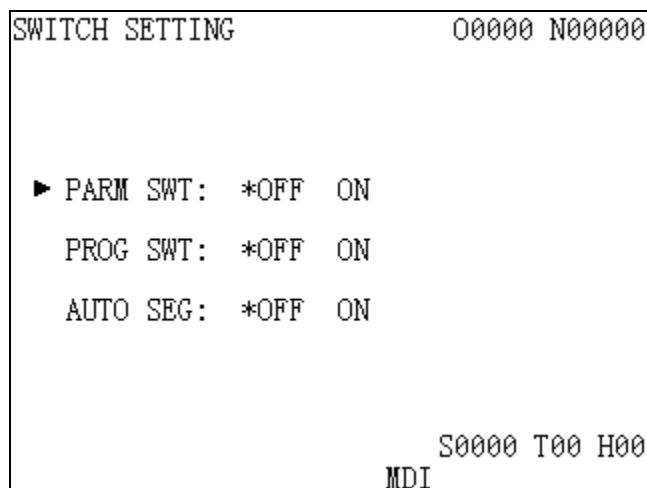 SWITCH SETTING O0000 N00000
▶ PARM SWT: *OFF ON
PROG SWT: *OFF ON
AUTO SEG: *OFF ON
S0000 T00 H00
MDI